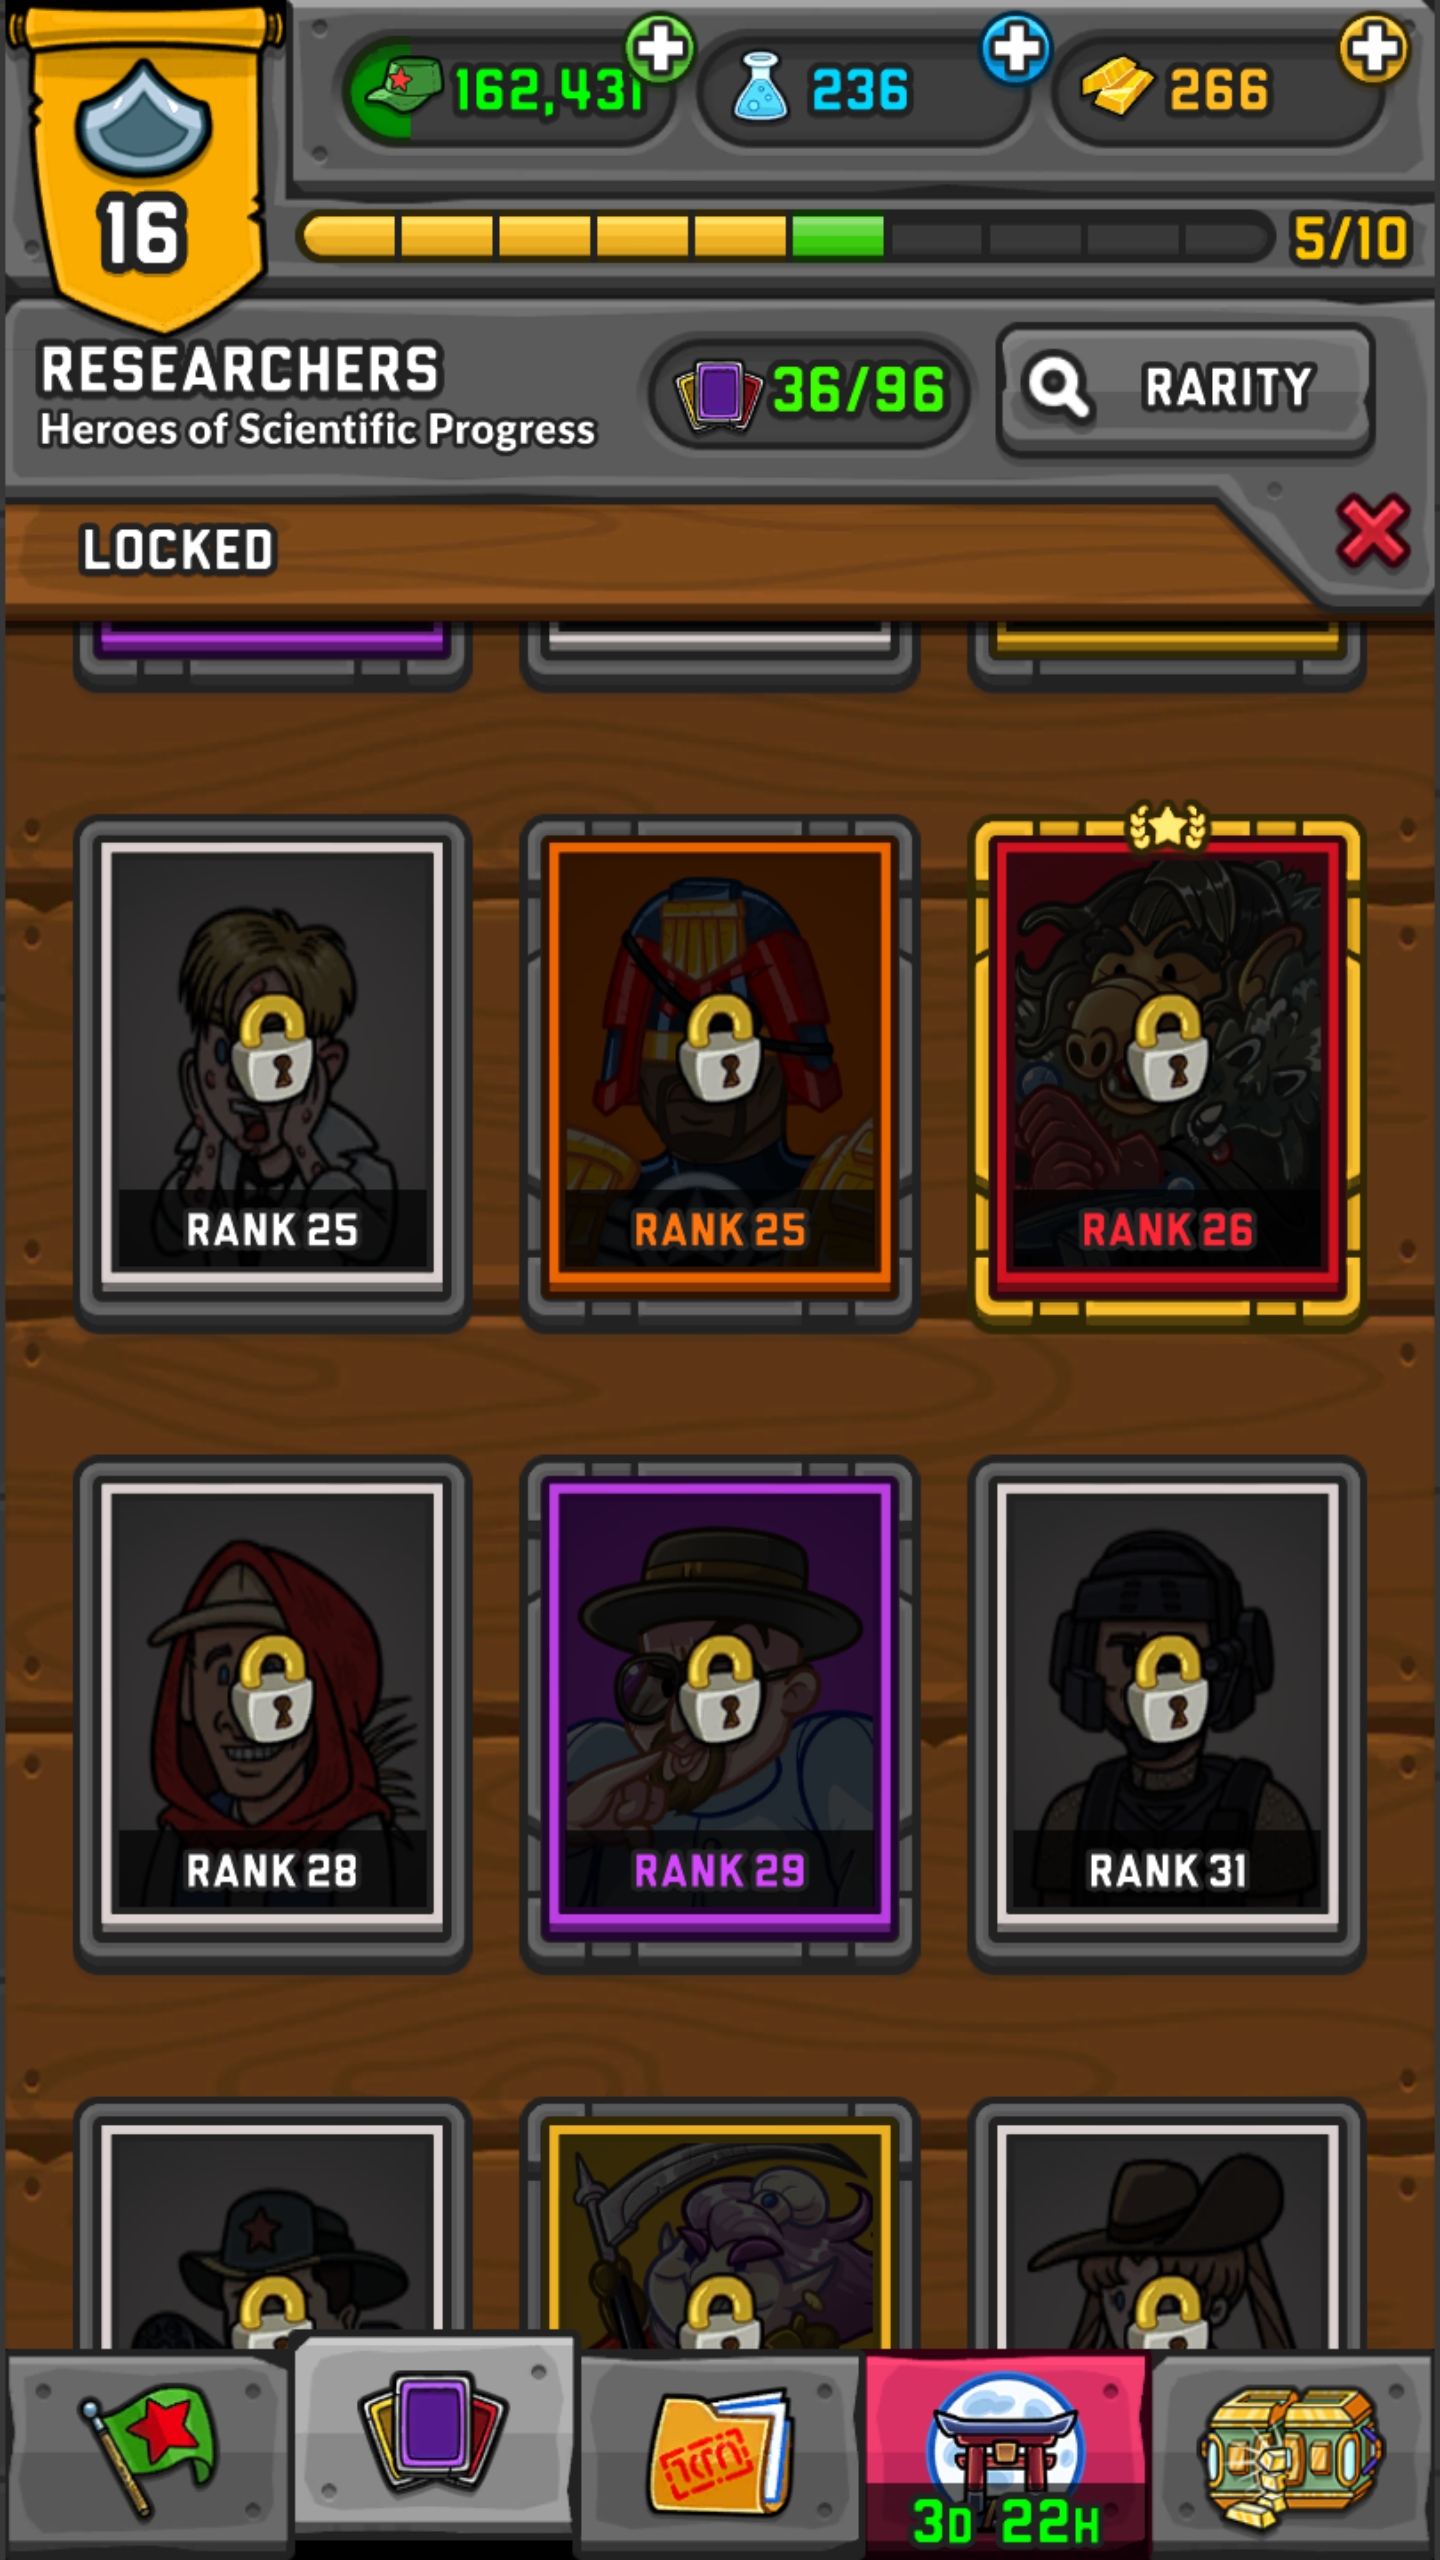 162,431
236
266
16
5/10
RESEARCHERS
Heroes of Scientific Progress
36/96
RARITY
LOCKED
RANK 25
RANK 25
RANK 26
RANK 28
RANK 29
RANK 31
3D 22H